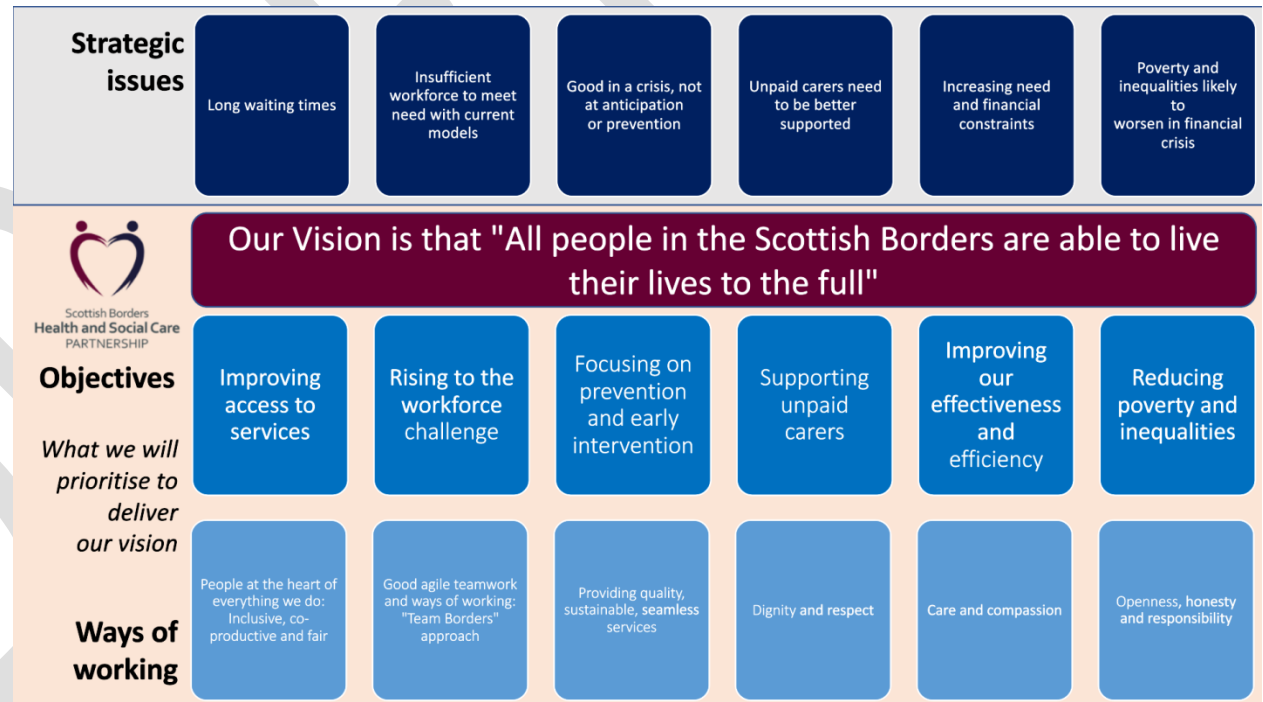 Strategic
issues
Long waiting times
Insufficient
workforce to meet
need with current
models
Good in a crisis, not
at anticipation
or prevention
Unpaid carers need
to be better
supported
Increasing need
and financial
constraints
Poverty and
inequalities likely
to
worsen in financial
crisis
Scottish Borders
Health and Social Care
PARTNERSHIP
Our Vision is that "All people in the Scottish Borders are able to live
their lives to the full"
Objectives
What we will
prioritise to
deliver
our vision
Improving
access to
services
Rising to the
workforce
challenge
Focusing on
prevention
and early
intervention
Supporting
unpaid
carers
Improving
our
effectiveness
and
efficiency
Reducing
poverty and
inequalities
Ways of
working
People at the heart of
everything we do:
Inclusive, co-
productive and fair
Good agile teamwork
and ways of working:
"Team Borders"
approach
Providing quality,
sustainable, seamless
services
Dignity and respect
Care and compassion
Openness, honesty
and responsibility